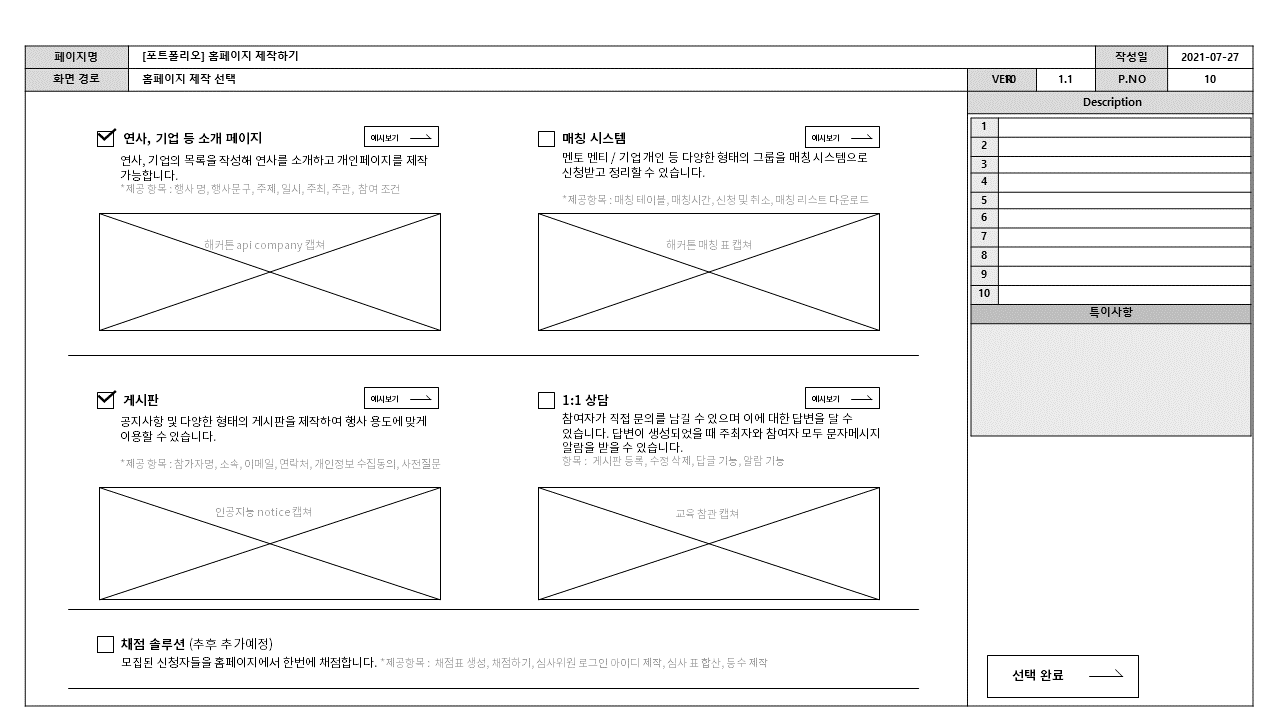 페이지명 [포트폴리오] 홈페이지 제작하기 작성일 2021-07-27
화면 경로 홈페이지 제작 선택 1.1 P.NO 10
Description
1
2
3
4
5
6
7
8
9
10
특이사항
연사, 기업 등 소개 페이지 예시보기
연사, 기업의 목록을 작성해 연사를 소개하고 개인페이지를 제작
가능합니다.
*제공 항목 : 행사 명, 행사문구, 주제, 일시, 주최, 주관, 참여 조건
해커톤 api company 캡쳐
매칭 시스템 예시보기
멘토 멘티 / 기업 개인 등 다양한 형태의 그룹을 매칭 시스템으로
신청받고 정리할 수 있습니다.
*제공항목 : 매칭 테이블, 매칭시간, 신청 및 취소, 매칭 리스트 다운로드
해커톤 매칭 표 캡쳐
게시판 예시보기
공지사항 및 다양한 형태의 게시판을 제작하여 행사 용도에 맞게
이용할 수 있습니다.
*제공 항목 : 참가자명, 소속, 이메일, 연락처, 개인정보 수집동의, 사전질문
인공지능 notice 캡쳐
1:1 상담 예시보기
참여자가 직접 문의를 남길 수 있으며 이에 대한 답변을 달 수
있습니다. 답변이 생성되었을 때 주최자와 참여자 모두 문자메시지
알람을 받을 수 있습니다.
항목 : 게시판 등록, 수정 삭제, 답글 기능, 알람 기능
교육 참관 캡쳐
채점 솔루션 (추후 추가예정)
모집된 신청자들을 홈페이지에서 한번에 채점합니다. *제공항목 : 채점표 생성, 채점하기, 심사위원 로그인 아이디 제작, 심사 표 합산, 등수 제작
선택 완료